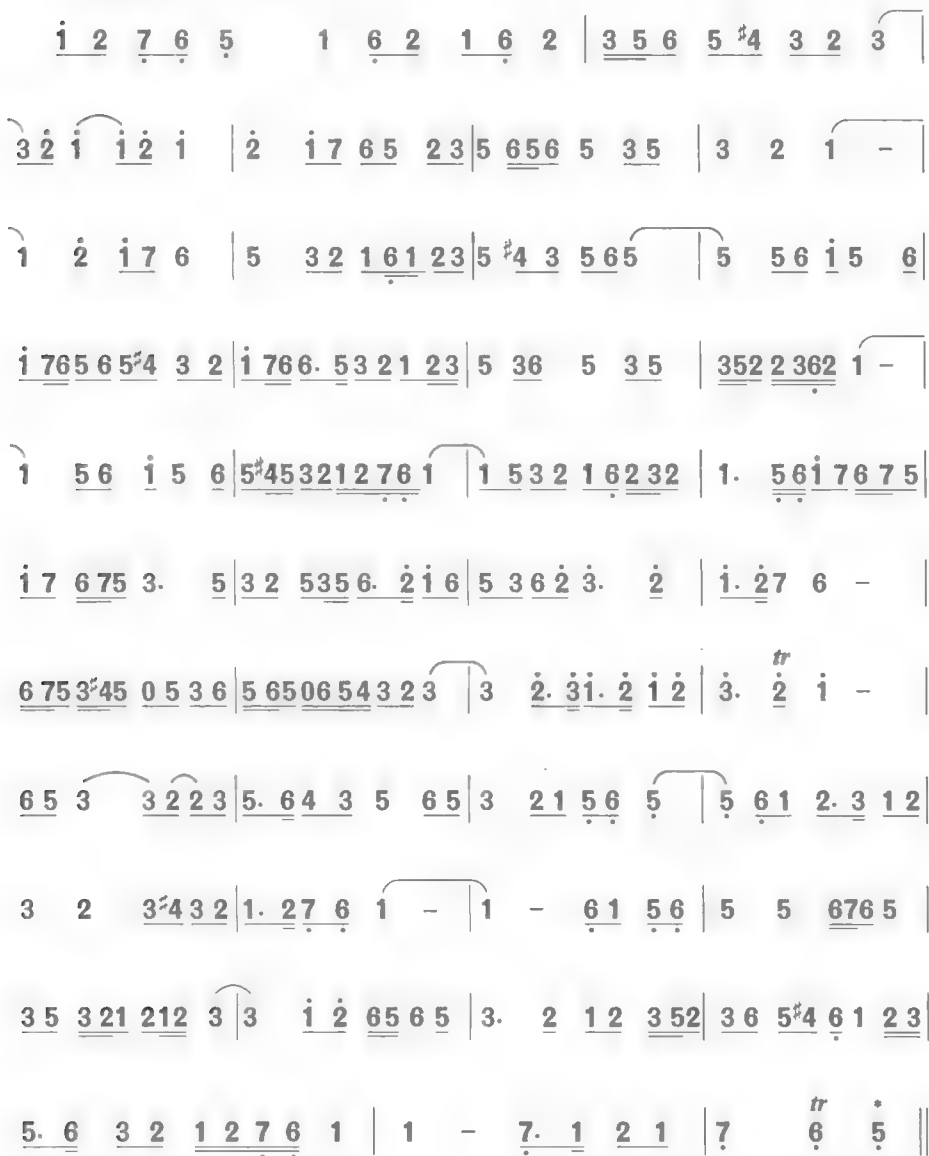 1̇ 2 7̣ 6̣ 5̣ 1 6̣ 2 1 6̣ 2 | 3 5 6 5 #4 3 2 3 |
3 2̇ 1̇ 1̇ 2̇ 1̇ | 2̇ 1̇ 7 6 5 2 3 | 5 6 5 6 5 3 5 | 3 2 1 - |
1 2̇ 1̇ 7 6 | 5 3 2 1 6̣ 1 2 3 | 5 #4 3 5 6 5 | 5 5 6 1̇ 5 6 |
1̇ 7 6 5 6 5 #4 3 2 | 1̇ 7 6 6. 5 3 2 1 2 3 | 5 3 6 5 3 5 | 3 5 2 2 3 6̣ 2 1 - |
1 5 6 1̇ 5 6 | 5 #4 5 3 2 1 2 7̣ 6̣ 1 | 1 5 3 2 1 6̣ 2 3 2 | 1. 5̣ 6̣ 1̇ 7 6 7 5 |
1̇ 7 6 7 5 3. 5 | 3 2 5 3 5 6. 2̇ 1̇ 6 | 5 3 6 2̇ 3̇. 2̇ | 1̇. 2̇ 7 6 - |
tr
6 7 5 3 #4 5 0 5 3 6 | 5 6 5 0 6 5 4 3 2 3 | 3 2̇. 3̇ 1̇. 2̇ 1̇ 2̇ | 3̇. 2̇ 1̇ - |
6 5 3 3 2 2 3 | 5. 6 4 3 5 6 5 | 3 2 1 5̣ 6̣ 5̣ | 5̣ 6̣ 1 2. 3 1 2 |
3 2 3 #4 3 2 | 1. 2 7̣ 6̣ 1 - | 1 - 6̣ 1 5̣ 6̣ | 5 5 6 7 6 5 |
3 5 3 2 1 2 1 2 3 | 3 1̇ 2̇ 6 5 6 5 | 3. 2 1 2 3 5 2 | 3 6 5 #4 6̣ 1 2 3 |
tr *
5. 6 3 2 1 2 7̣ 6̣ 1 | 1 - 7̣. 1 2 1 | 7̣ 6̣ 5̣ ‖